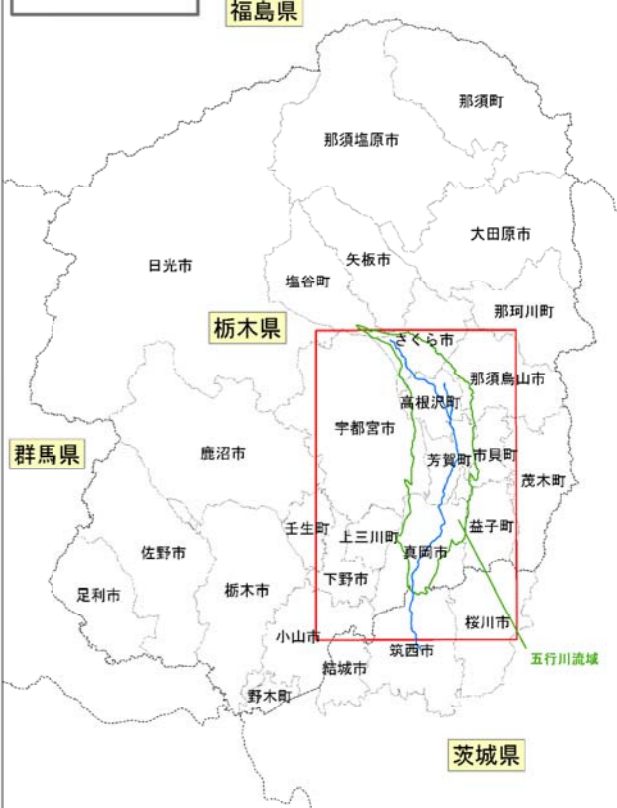 福島県
那須町
那須塩原市
大田原市
矢板市
日光市
塩谷町
那珂川町
栃木県
さくら市
那須烏山市
高根沢町
宇都宮市
群馬県
鹿沼市
芳賀町
市貝町
茂木町
壬生町
上三川町
益子町
佐野市
真岡市
下野市
足利市
栃木市
桜川市
小山市
筑西市
五行川流域
結城市
野木町
茨城県